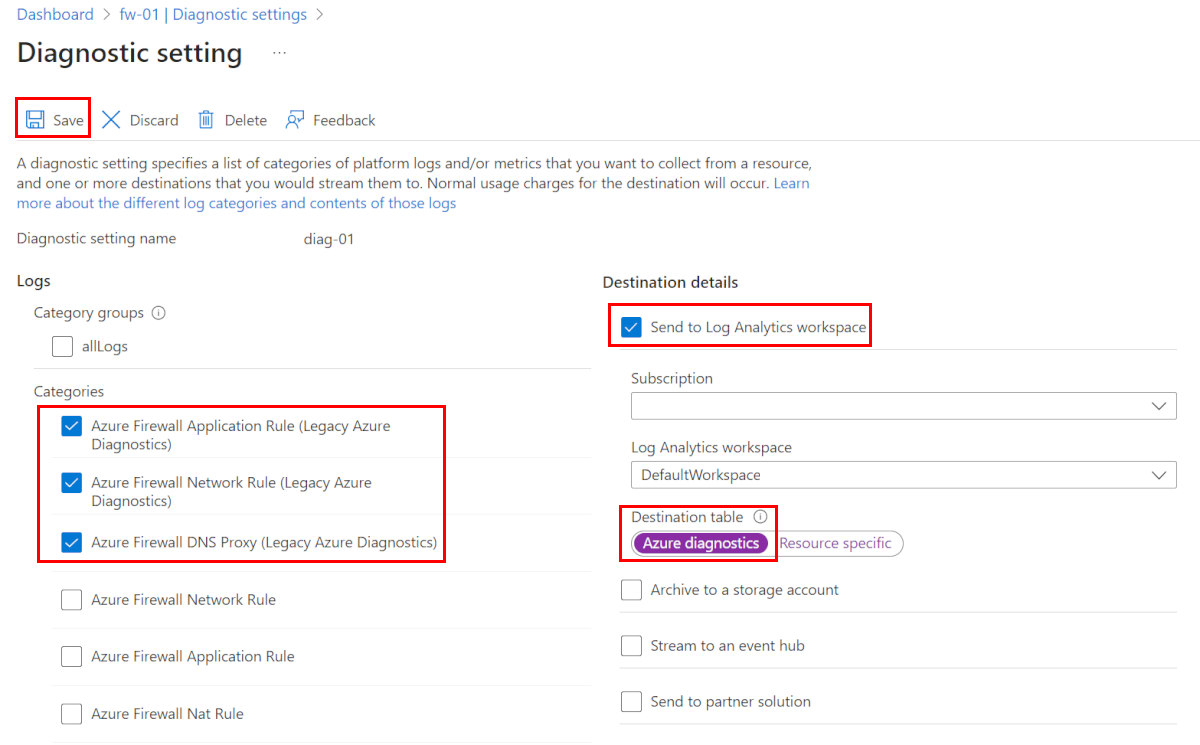 Dashboard > fw-01 | Diagnostic settings >
Diagnostic setting ...
Save Discard Delete Feedback
A diagnostic setting specifies a list of categories of platform logs and/or metrics that you want to collect from a resource,
and one or more destinations that you would stream them to. Normal usage charges for the destination will occur. Learn
more about the different log categories and contents of those logs
Diagnostic setting name diag-01
Logs
Category groups
allLogs
Categories
Azure Firewall Application Rule (Legacy Azure
Diagnostics)
Azure Firewall Network Rule (Legacy Azure
Diagnostics)
Azure Firewall DNS Proxy (Legacy Azure Diagnostics)
Azure Firewall Network Rule
Azure Firewall Application Rule
Azure Firewall Nat Rule
Destination details
Send to Log Analytics workspace
Subscription
Log Analytics workspace
DefaultWorkspace
Destination table
Azure diagnostics Resource specific
Archive to a storage account
Stream to an event hub
Send to partner solution